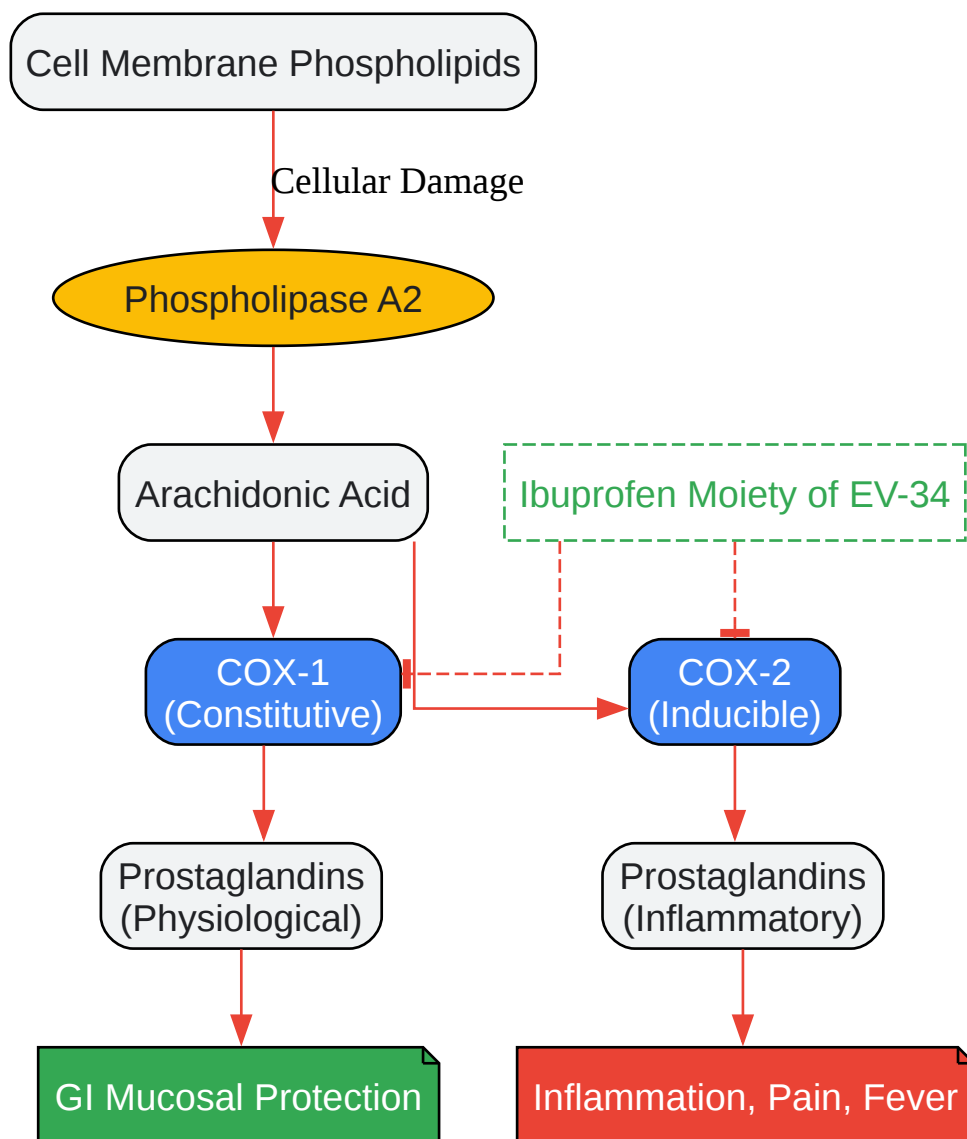 Cell Membrane Phospholipids
Cellular Damage
Phospholipase A2
Arachidonic Acid
Ibuprofen Moiety of EV-34
COX-1
(Constitutive)
COX-2
(Inducible)
Prostaglandins
(Physiological)
Prostaglandins
(Inflammatory)
GI Mucosal Protection
Inflammation, Pain, Fever